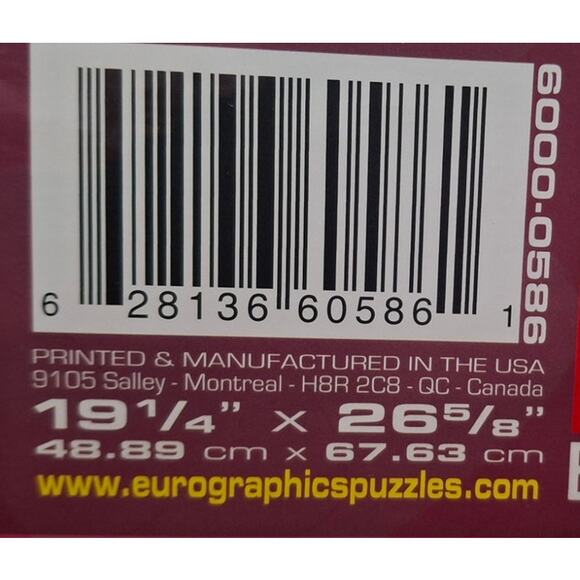 6 28136 60586 1
6000-0586
PRINTED & MANUFACTURED IN THE USA
9105 Salley - Montreal - H8R 2C8 - QC - Canada
19 1/4" x 26 5/8"
48.89 cm x 67.63 cm
www.eurographicspuzzles.com